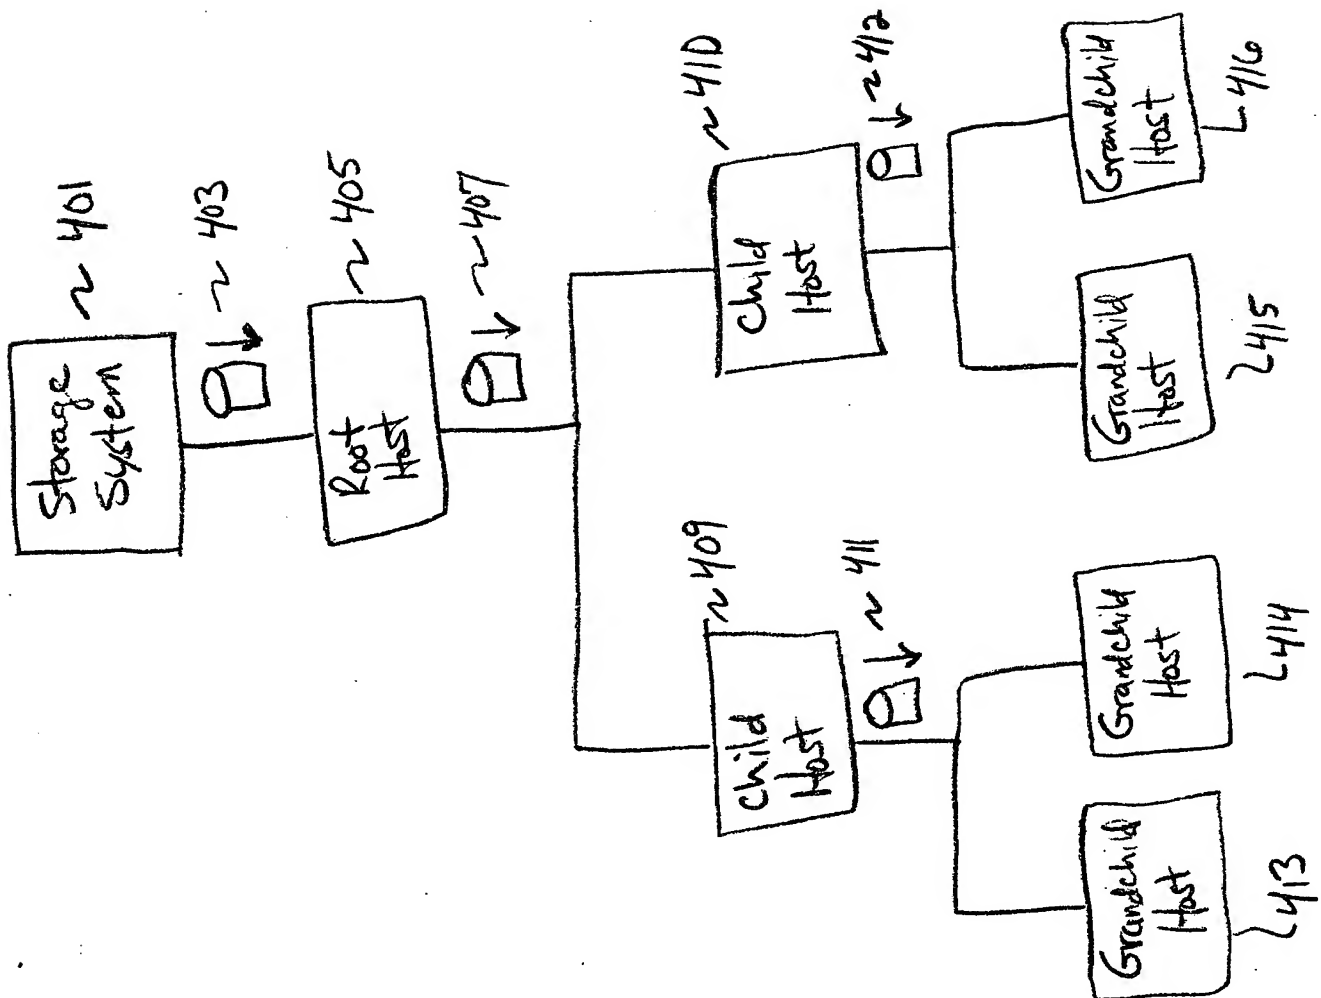 Storage
System
~ 401
~ 403
Root
Host
~ 405
~ 407
Child
Host
~ 409
Child
Host
~ 410
~ 411
~ 412
Grandchild
Host
413
Grandchild
Host
414
Grandchild
Host
415
Grandchild
Host
416